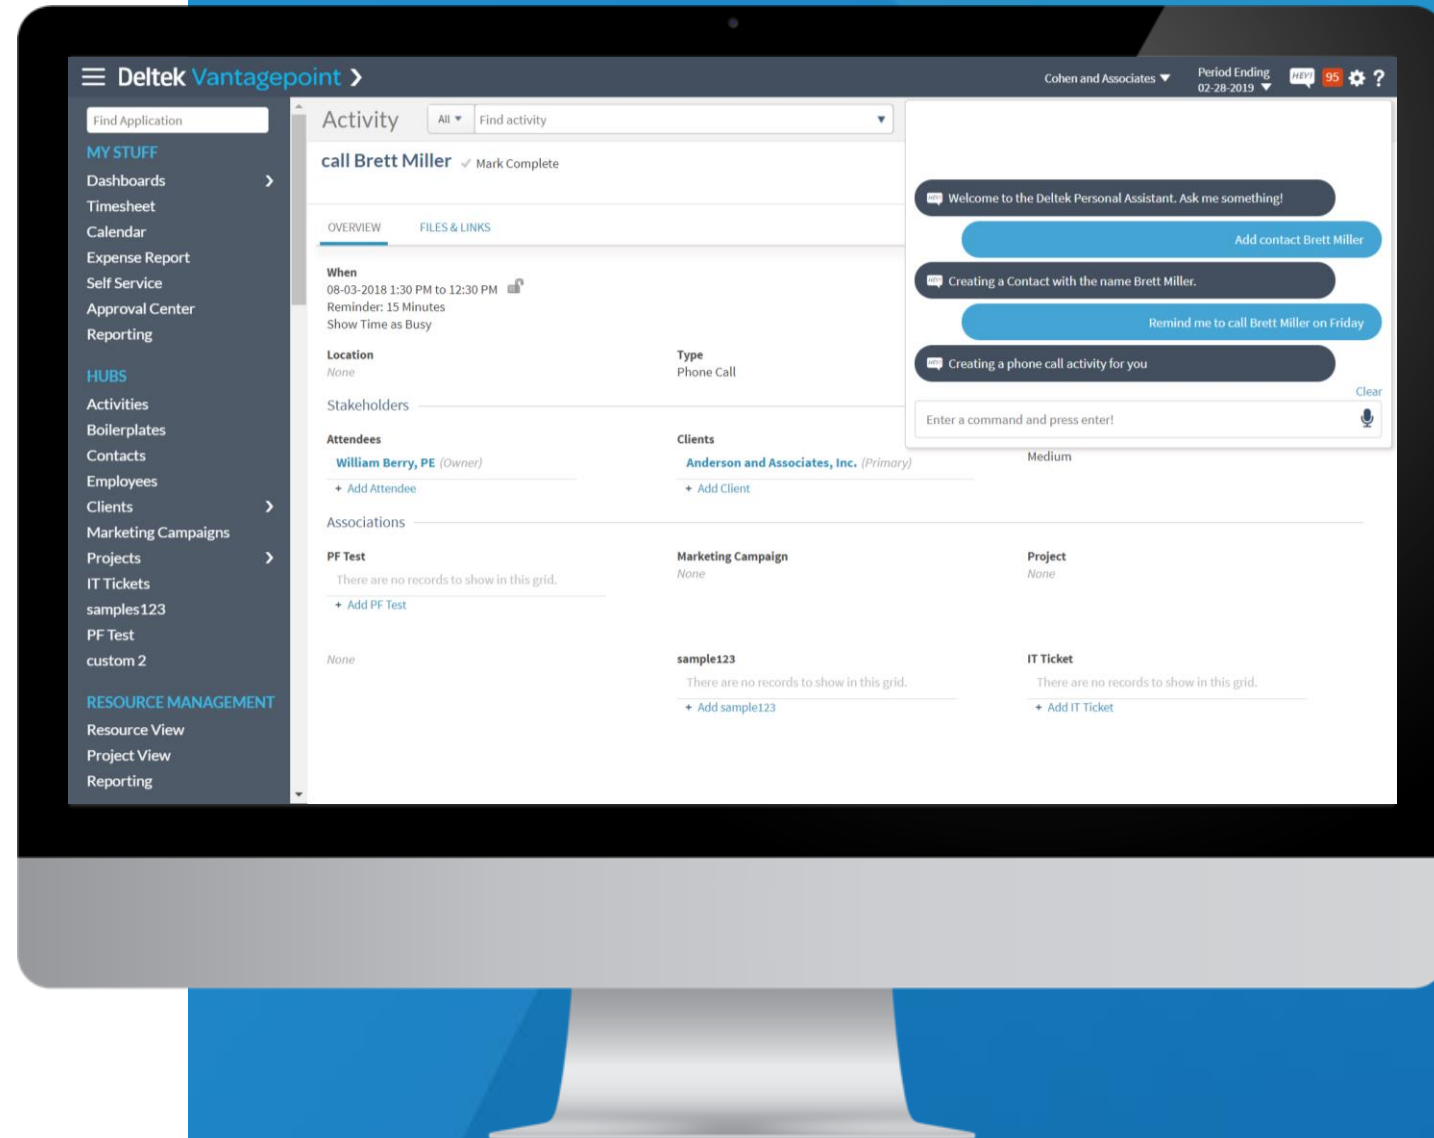 Deltek Vantagepoint
Cohen and Associates
Period Ending
02-28-2019
HEY!
95
?
Find Application
MY STUFF
Dashboards
Timesheet
Calendar
Expense Report
Self Service
Approval Center
Reporting
HUBS
Activities
Boilerplates
Contacts
Employees
Clients
Marketing Campaigns
Projects
IT Tickets
samples123
PF Test
custom 2
RESOURCE MANAGEMENT
Resource View
Project View
Reporting
Activity
All
Find activity
call Brett Miller
Mark Complete
OVERVIEW
FILES & LINKS
When
08-03-2018 1:30 PM to 12:30 PM
Reminder: 15 Minutes
Show Time as Busy
Location
None
Type
Phone Call
Stakeholders
Attendees
William Berry, PE (Owner)
+ Add Attendee
Clients
Anderson and Associates, Inc. (Primary)
+ Add Client
Medium
Associations
PF Test
There are no records to show in this grid.
+ Add PF Test
Marketing Campaign
None
Project
None
None
sample123
There are no records to show in this grid.
+ Add sample123
IT Ticket
There are no records to show in this grid.
+ Add IT Ticket
HEY! Welcome to the Deltek Personal Assistant. Ask me something!
Add contact Brett Miller
HEY! Creating a Contact with the name Brett Miller.
Remind me to call Brett Miller on Friday
HEY! Creating a phone call activity for you
Clear
Enter a command and press enter!